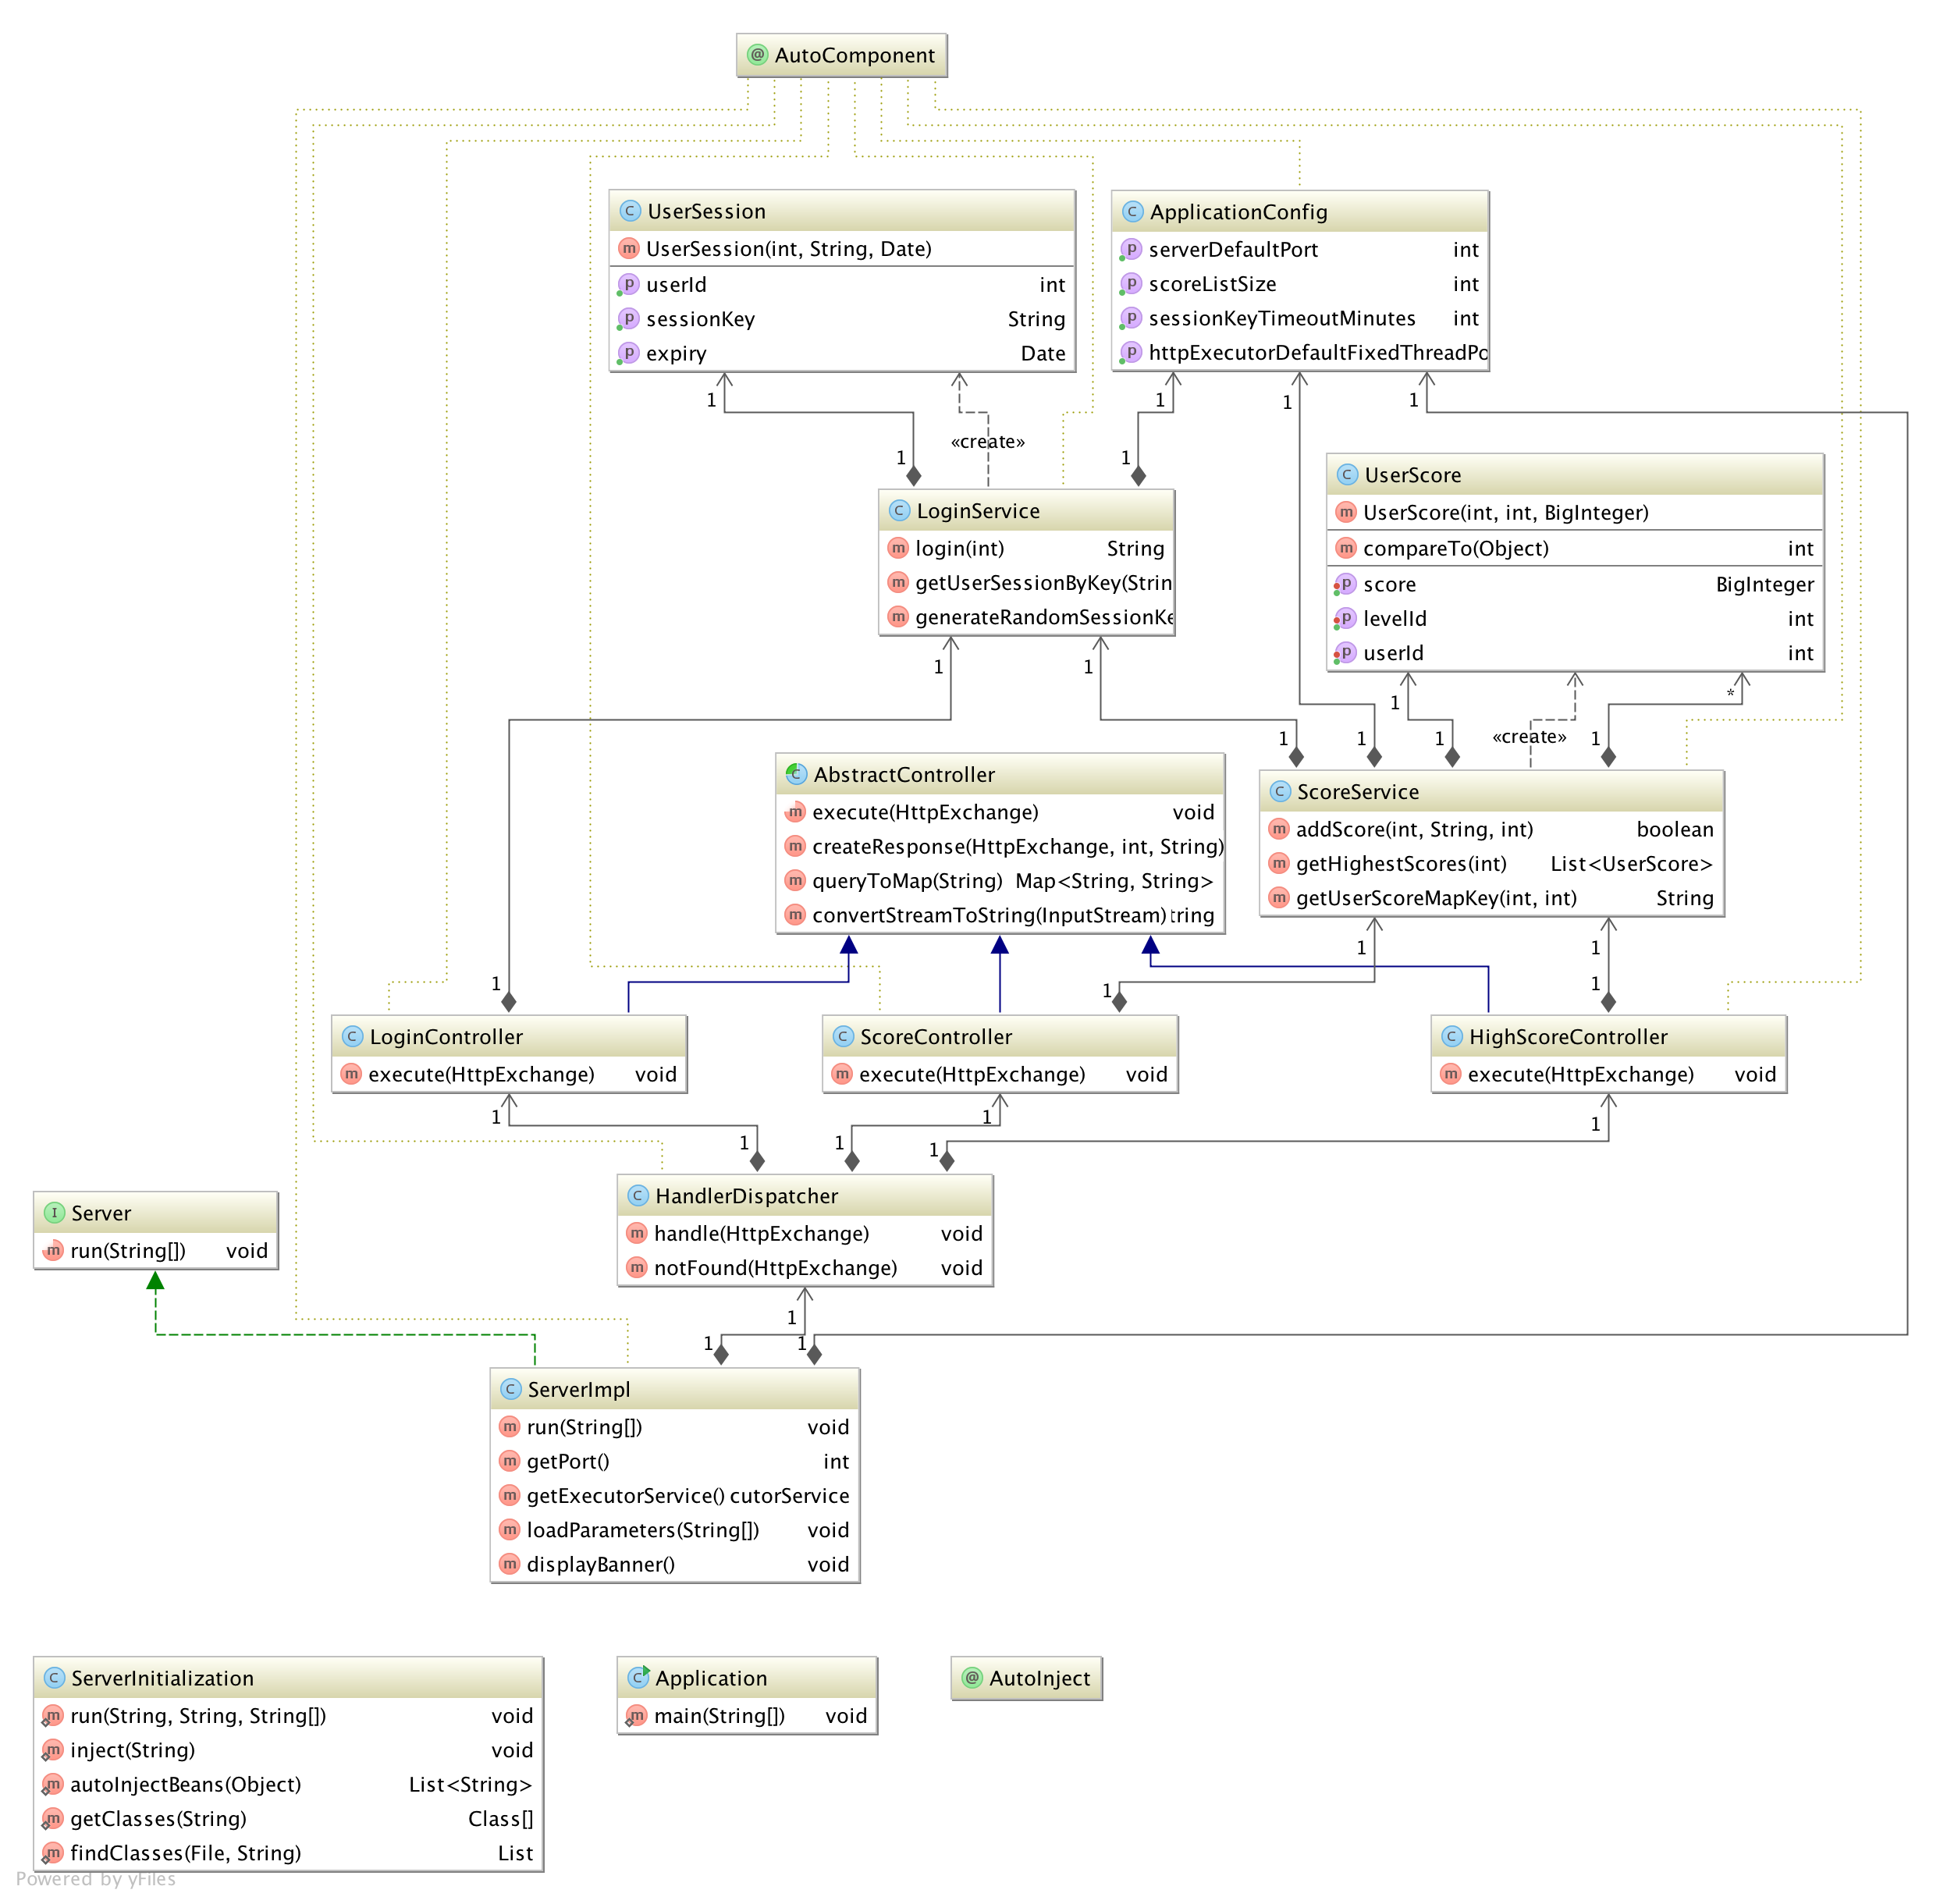 @ AutoComponent
C UserSession
m UserSession(int, String, Date)
p userId int
p sessionKey String
p expiry Date
C ApplicationConfig
p serverDefaultPort int
p scoreListSize int
p sessionKeyTimeoutMinutes int
p httpExecutorDefaultFixedThreadPo
1 1 1 1
«create»
1 1
C UserScore
m UserScore(int, int, BigInteger)
m compareTo(Object) int
p score BigInteger
p levelId int
p userId int
C LoginService
m login(int) String
m getUserSessionByKey(Strin
m generateRandomSessionKe
1 1 1 *
1 1 1 «create» 1
C AbstractController
m execute(HttpExchange) void
m createResponse(HttpExchange, int, String)
m queryToMap(String) Map<String, String>
m convertStreamToString(InputStream) tring
C ScoreService
m addScore(int, String, int) boolean
m getHighestScores(int) List<UserScore>
m getUserScoreMapKey(int, int) String
1 1
1 1 1
C LoginController
m execute(HttpExchange) void
C ScoreController
m execute(HttpExchange) void
C HighScoreController
m execute(HttpExchange) void
1 1 1
1 1 1
C HandlerDispatcher
m handle(HttpExchange) void
m notFound(HttpExchange) void
I Server
m run(String[]) void
1
1 1
C ServerImpl
m run(String[]) void
m getPort() int
m getExecutorService() cutorService
m loadParameters(String[]) void
m displayBanner() void
C ServerInitialization
m run(String, String, String[]) void
m inject(String) void
m autoInjectBeans(Object) List<String>
m getClasses(String) Class[]
m findClasses(File, String) List
C Application
m main(String[]) void
@ AutoInject
Powered by yFiles